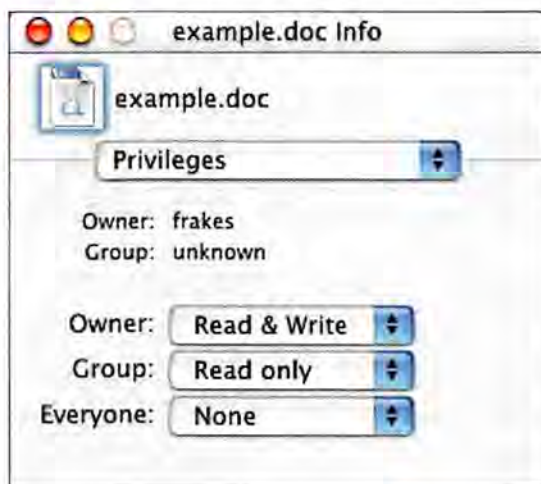 example.doc Info
example.doc
Privileges
Owner: frakes
Group: unknown
Owner: Read & Write
Group: Read only
Everyone: None